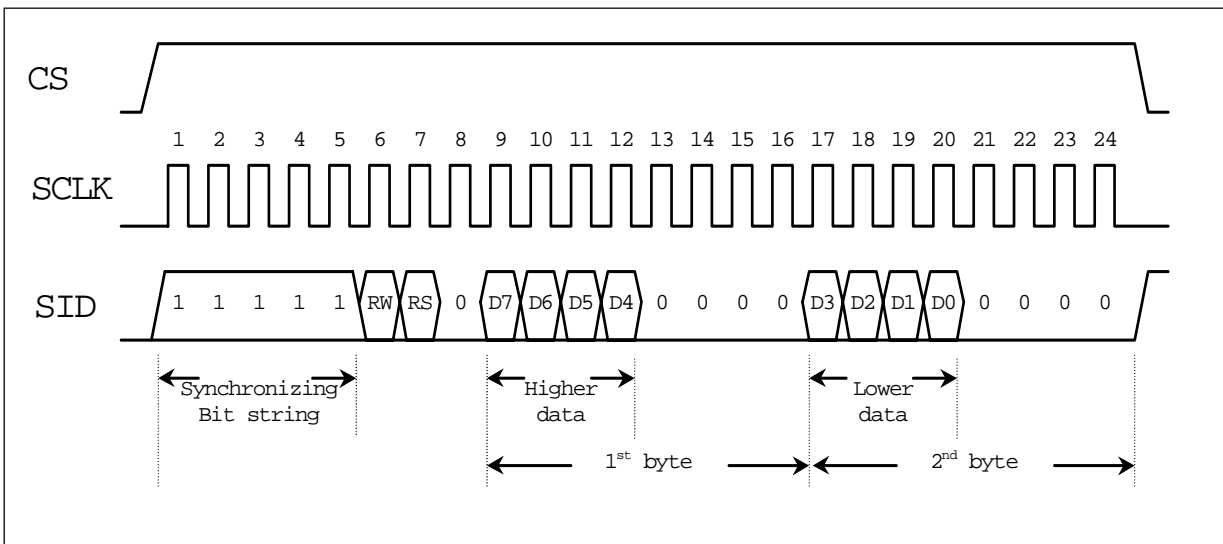 CS
1 2 3 4 5 6 7 8 9 10 11 12 13 14 15 16 17 18 19 20 21 22 23 24
SCLK
SID
1 1 1 1 1 RW RS 0 D7 D6 D5 D4 0 0 0 0 D3 D2 D1 D0 0 0 0 0
Synchronizing
Bit string
Higher
data
Lower
data
1st byte
2nd byte